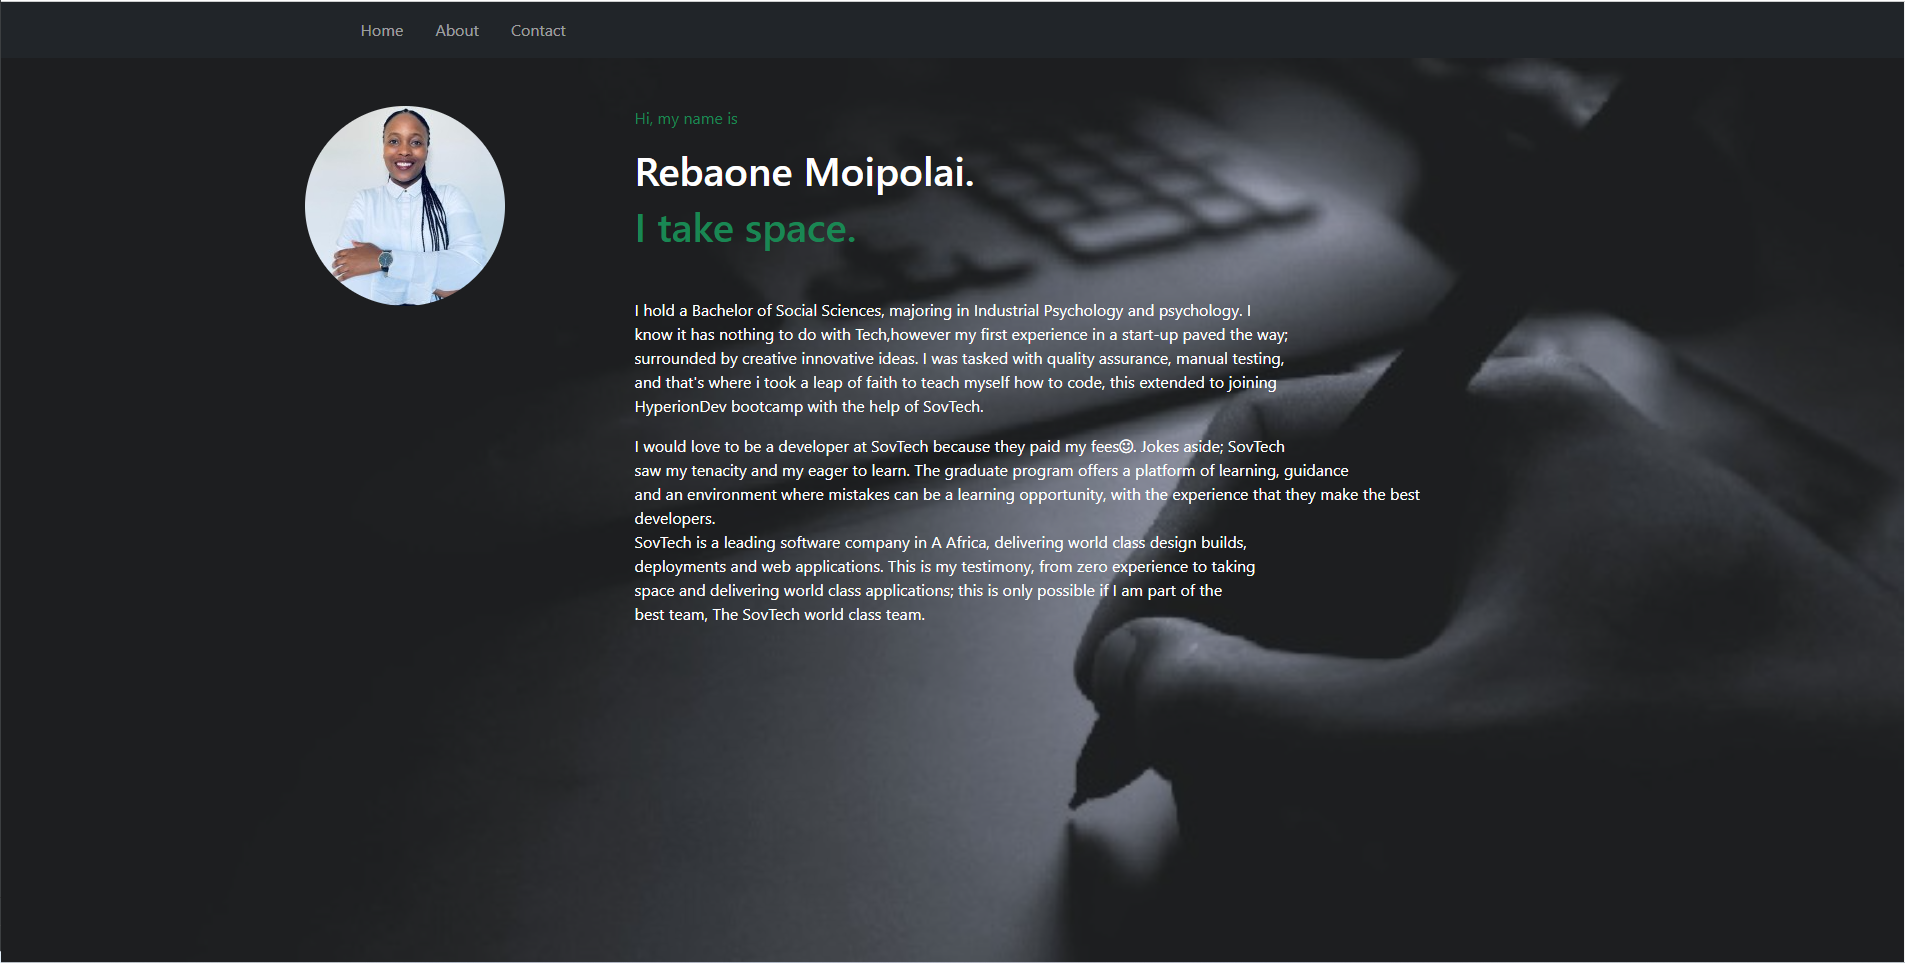 Home About Contact
Hi, my name is
Rebaone Moipolai.
I take space.
I hold a Bachelor of Social Sciences, majoring in Industrial Psychology and psychology. I
know it has nothing to do with Tech,however my first experience in a start-up paved the way;
surrounded by creative innovative ideas. I was tasked with quality assurance, manual testing,
and that's where i took a leap of faith to teach myself how to code, this extended to joining
HyperionDev bootcamp with the help of SovTech.
I would love to be a developer at SovTech because they paid my fees☺. Jokes aside; SovTech
saw my tenacity and my eager to learn. The graduate program offers a platform of learning, guidance
and an environment where mistakes can be a learning opportunity, with the experience that they make the best
developers.
SovTech is a leading software company in A Africa, delivering world class design builds,
deployments and web applications. This is my testimony, from zero experience to taking
space and delivering world class applications; this is only possible if I am part of the
best team, The SovTech world class team.